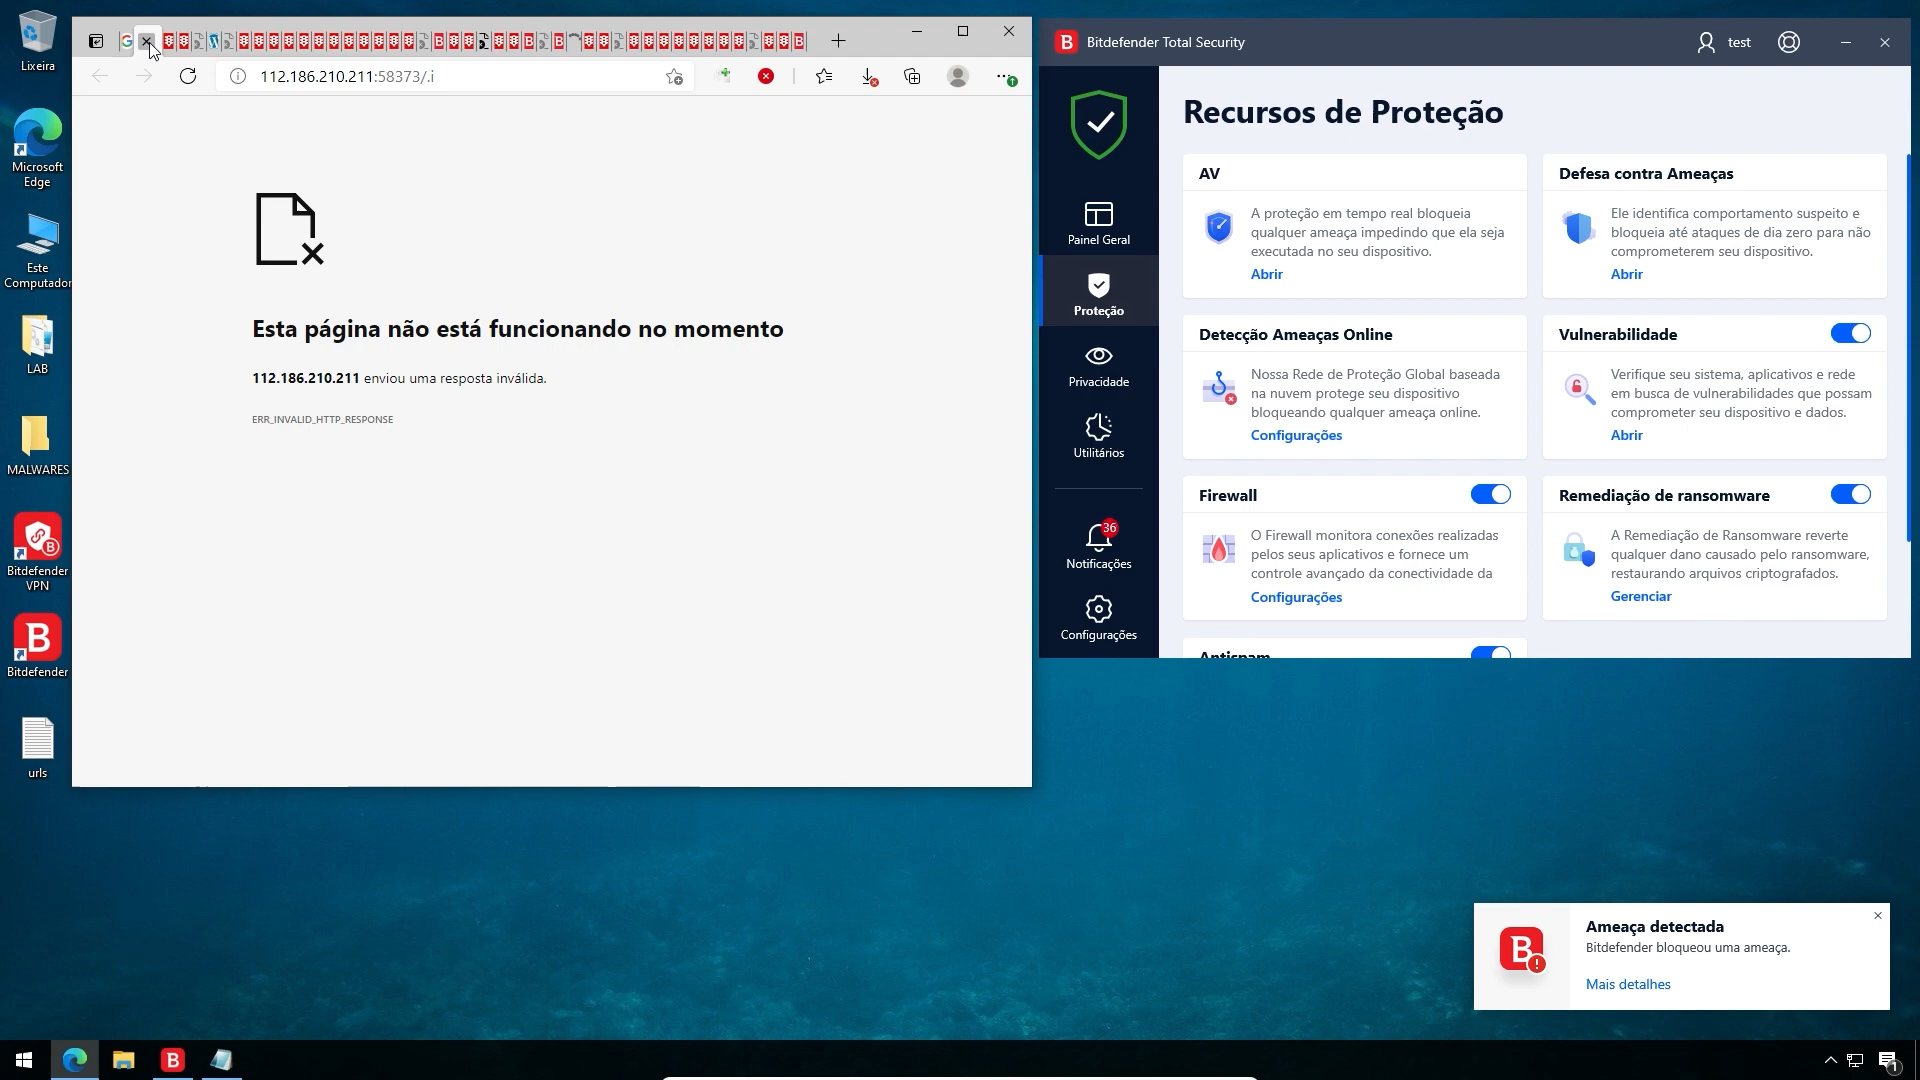 Lixeira
Microsoft
Edge
Este
Computador
LAB
MALWARES
Bitdefender
VPN
Bitdefender
urls
112.186.210.211:58373/.i
Esta página não está funcionando no momento
112.186.210.211 enviou uma resposta inválida.
ERR_INVALID_HTTP_RESPONSE
B Bitdefender Total Security
test
Painel Geral
Proteção
Privacidade
Utilitários
36
Notificações
Configurações
Recursos de Proteção
AV
A proteção em tempo real bloqueia
qualquer ameaça impedindo que ela seja
executada no seu dispositivo.
Abrir
Defesa contra Ameaças
Ele identifica comportamento suspeito e
bloqueia até ataques de dia zero para não
comprometerem seu dispositivo.
Abrir
Detecção Ameaças Online
Nossa Rede de Proteção Global baseada
na nuvem protege seu dispositivo
bloqueando qualquer ameaça online.
Configurações
Vulnerabilidade
Verifique seu sistema, aplicativos e rede
em busca de vulnerabilidades que possam
comprometer seu dispositivo e dados.
Abrir
Firewall
O Firewall monitora conexões realizadas
pelos seus aplicativos e fornece um
controle avançado da conectividade da
Configurações
Remediação de ransomware
A Remediação de Ransomware reverte
qualquer dano causado pelo ransomware,
restaurando arquivos criptografados.
Gerenciar
Antispam
Ameaça detectada
Bitdefender bloqueou uma ameaça.
Mais detalhes
1